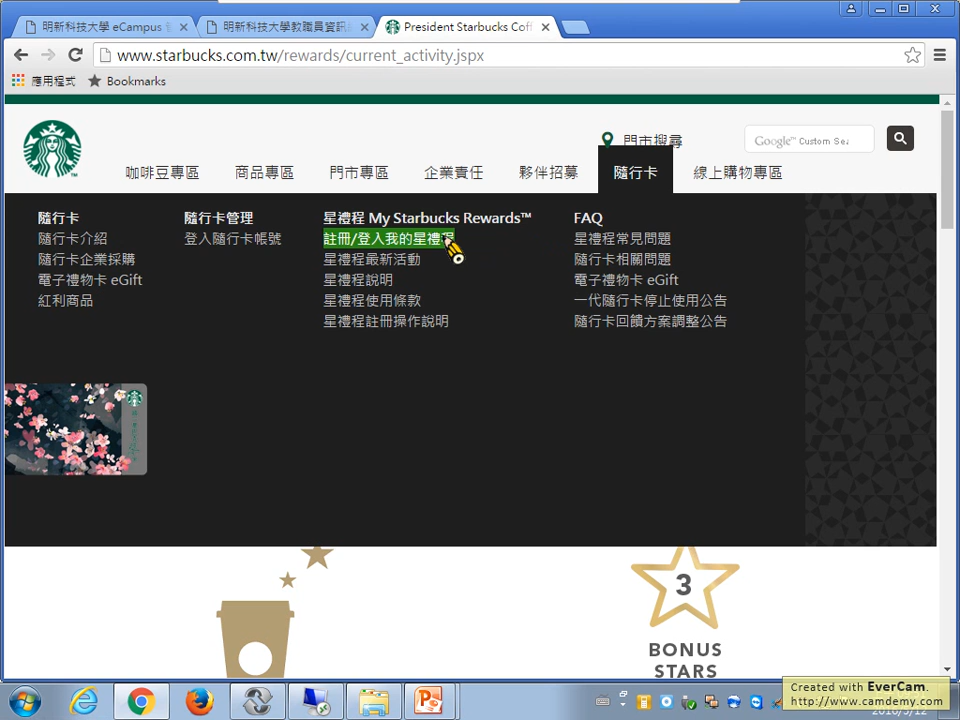 明新科技大學 eCampus
明新科技大學教職員資訊
President Starbucks Coff
www.starbucks.com.tw/rewards/current_activity.jspx
應用程式
Bookmarks
門市搜尋
Google™ Custom Sea
咖啡豆專區
商品專區
門市專區
企業責任
夥伴招募
隨行卡
線上購物專區
隨行卡
隨行卡介紹
隨行卡企業採購
電子禮物卡 eGift
紅利商品
隨行卡管理
登入隨行卡帳號
星禮程 My Starbucks Rewards™
註冊/登入我的星禮程
星禮程最新活動
星禮程說明
星禮程使用條款
星禮程註冊操作說明
FAQ
星禮程常見問題
隨行卡相關問題
電子禮物卡 eGift
一代隨行卡停止使用公告
隨行卡回饋方案調整公告
3
BONUS
STARS
Created with EverCam.
http://www.camdemy.com